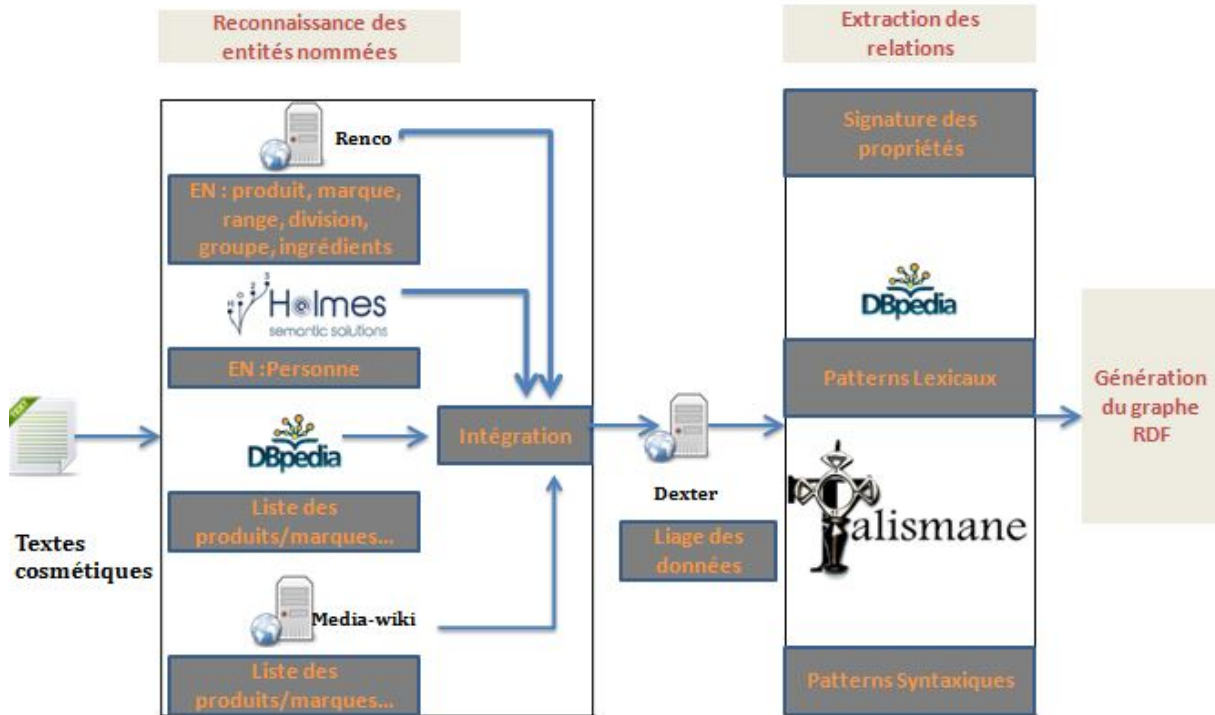 Reconnaissance des
entités nommées
Extraction des
relations
Renco
EN : produit, marque,
range, division,
groupe, ingrédients
H@lmes
semantic solutions
EN :Personne
DBpedia
Liste des
produits/marques...
Media-wiki
Liste des
produits/marques...
TEXT
Textes
cosmétiques
Intégration
Dexter
Liage des
données
Signature des
propriétés
DBpedia
Patterns Lexicaux
Talismane
Patterns Syntaxiques
Génération
du graphe
RDF